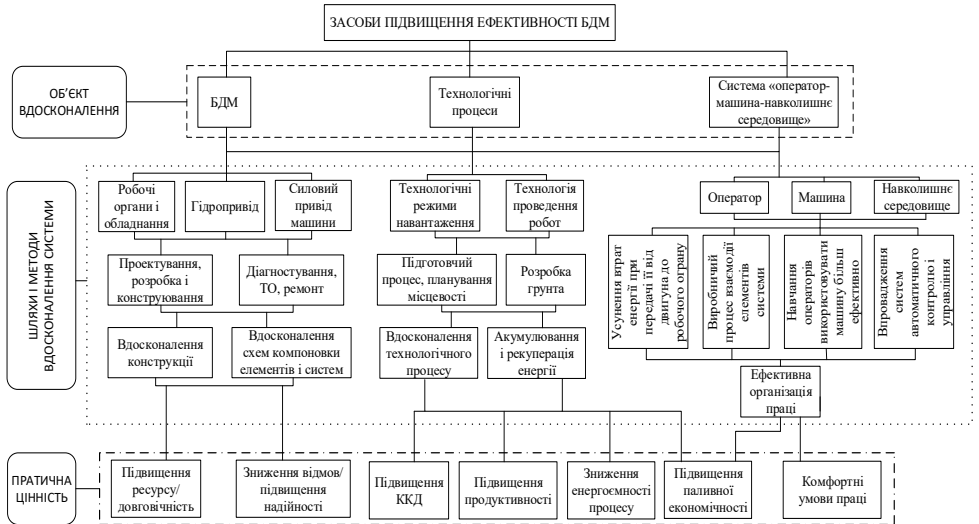 ЗАСОБИ ПІДВИЩЕННЯ ЕФЕКТИВНОСТІ БДМ
ОБ'ЄКТ
ВДОСКОНАЛЕННЯ
БДМ
Технологічні
процеси
Система «оператор-
машина-навколишнє
середовище»
ШЛЯХИ І МЕТОДИ
ВДОСКОНАЛЕННЯ СИСТЕМИ
Робочі
органи і
обладнання
Гідропривід
Силовий
привід
машини
Технологічні
режими
навантаження
Технологія
проведення
робот
Оператор
Машина
Навколишнє
середовище
Проектування,
розробка і
конструювання
Діагностування,
ТО, ремонт
Підготовчий
процес, планування
місцевості
Розробка
грунта
Усунення втрат
енергії при
передачі її від
двигуна до
робочого ограну
Виробничий
процес взаємодії
елементів
системи
Навчання
операторів
використовувати
машину більш
ефективно
Впровадження
систем
автоматичного
контролю і
управління
Вдосконалення
конструкції
Вдосконалення
схем компоновки
елементів і систем
Вдосконалення
технологічного
процесу
Акумулювання
і рекуперація
енергії
Ефективна
організація
праці
ПРАТИЧНА
ЦІННІСТЬ
Підвищення
ресурсу/
довговічність
Зниження відмов/
підвищення
надійності
Підвищення
ККД
Підвищення
продуктивності
Зниження
енергоємності
процесу
Підвищення
паливної
економічності
Комфортні
умови праці